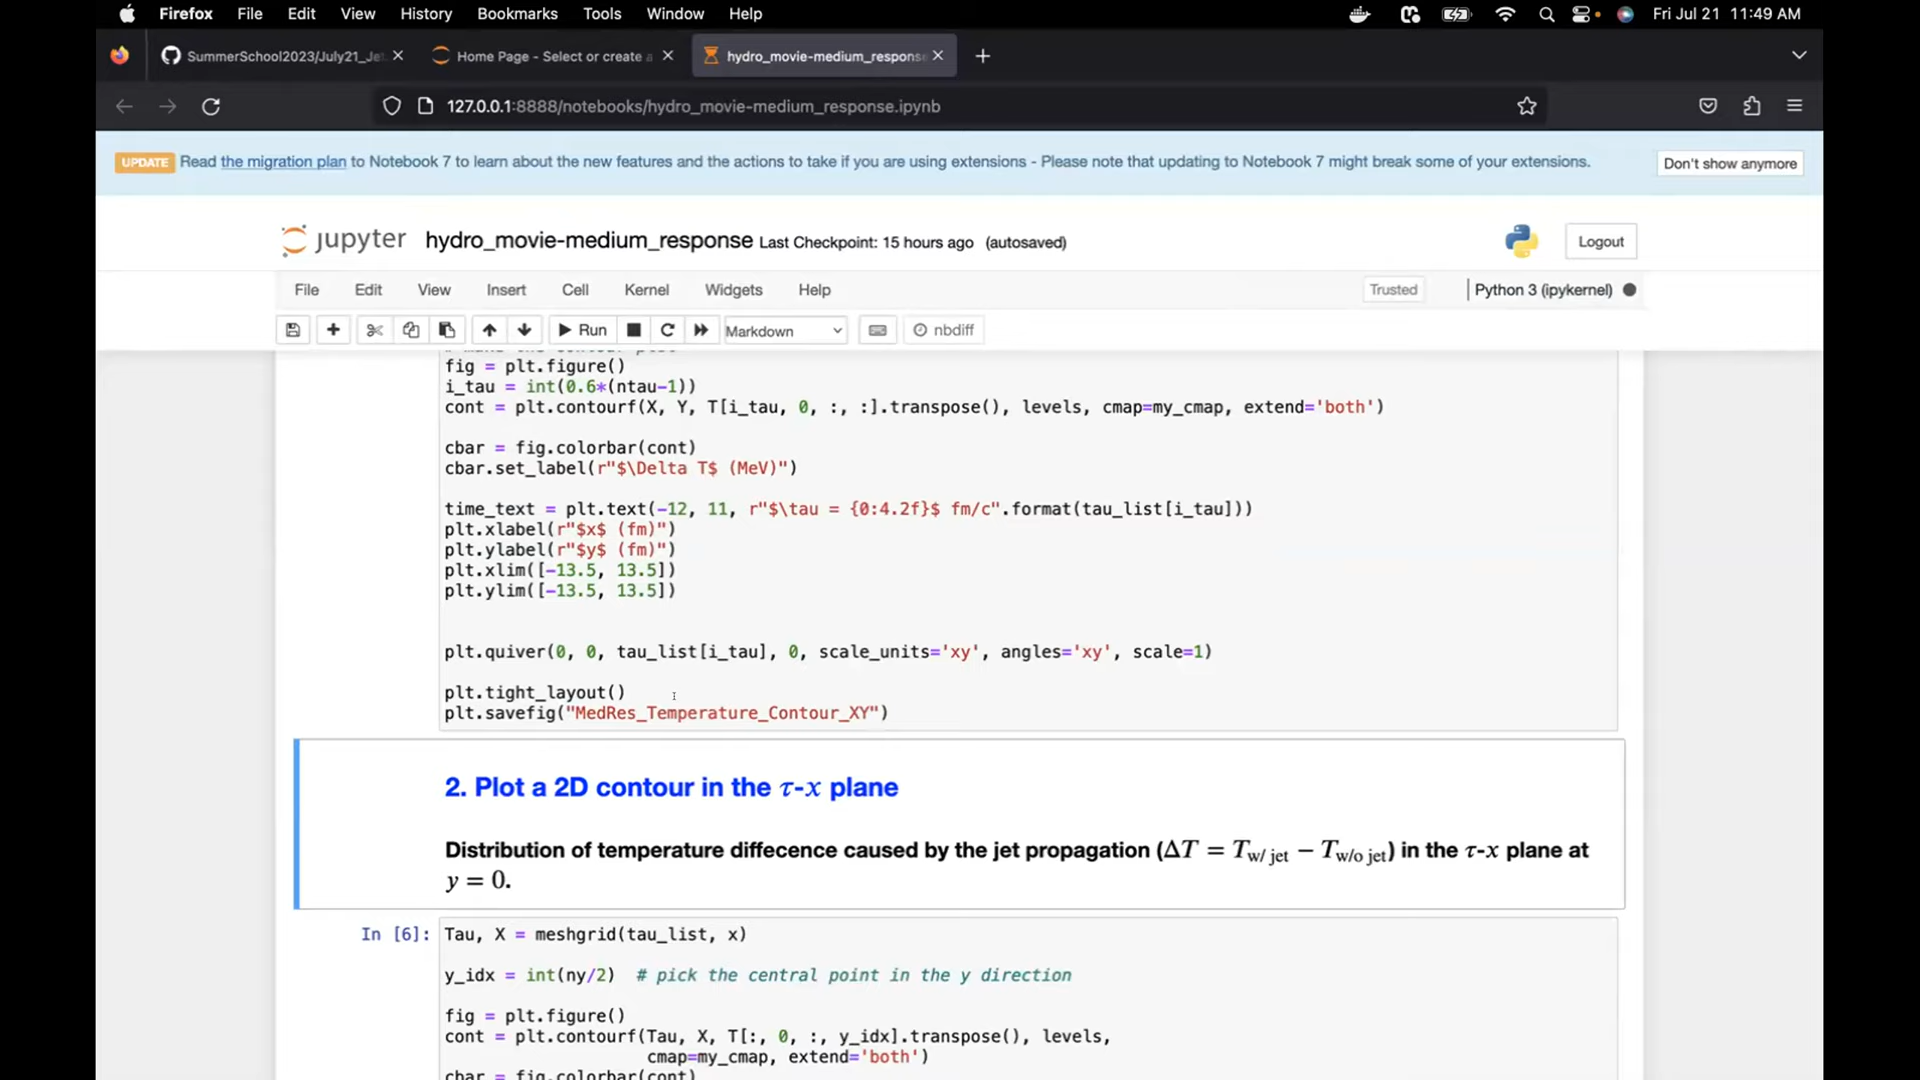 Firefox File Edit View History Bookmarks Tools Window Help Fri Jul 21 11:49 AM
SummerSchool2023/July21_Jet Home Page - Select or create a hydro_movie-medium_response
127.0.0.1:8888/notebooks/hydro_movie-medium_response.ipynb
UPDATE Read the migration plan to Notebook 7 to learn about the new features and the actions to take if you are using extensions - Please note that updating to Notebook 7 might break some of your extensions. Don't show anymore
jupyter hydro_movie-medium_response Last Checkpoint: 15 hours ago (autosaved) Logout
File Edit View Insert Cell Kernel Widgets Help Trusted Python 3 (ipykernel)
Run Markdown nbdiff
fig = plt.figure()
i_tau = int(0.6*(ntau-1))
cont = plt.contourf(X, Y, T[i_tau, 0, :, :].transpose(), levels, cmap=my_cmap, extend='both')
cbar = fig.colorbar(cont)
cbar.set_label(r"$\Delta T$ (MeV)")
time_text = plt.text(-12, 11, r"$\tau = {0:4.2f}$ fm/c".format(tau_list[i_tau]))
plt.xlabel(r"$x$ (fm)")
plt.ylabel(r"$y$ (fm)")
plt.xlim([-13.5, 13.5])
plt.ylim([-13.5, 13.5])
plt.quiver(0, 0, tau_list[i_tau], 0, scale_units='xy', angles='xy', scale=1)
plt.tight_layout()
plt.savefig("MedRes_Temperature_Contour_XY")
2. Plot a 2D contour in the τ-x plane
Distribution of temperature diffecence caused by the jet propagation (ΔT = T_w/ jet − T_w/o jet) in the τ-x plane at
y = 0.
In [6]: Tau, X = meshgrid(tau_list, x)
y_idx = int(ny/2) # pick the central point in the y direction
fig = plt.figure()
cont = plt.contourf(Tau, X, T[:, 0, :, y_idx].transpose(), levels,
cmap=my_cmap, extend='both')
cbar = fig.colorbar(cont)